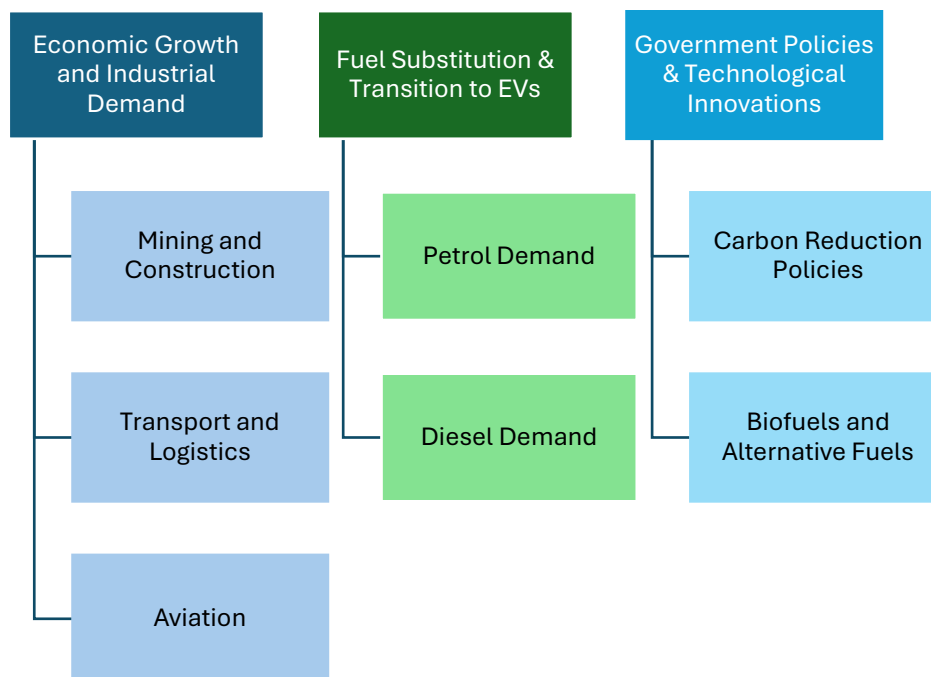 Economic Growth
and Industrial
Demand
Mining and
Construction
Transport and
Logistics
Aviation
Fuel Substitution &
Transition to EVs
Petrol Demand
Diesel Demand
Government Policies
& Technological
Innovations
Carbon Reduction
Policies
Biofuels and
Alternative Fuels